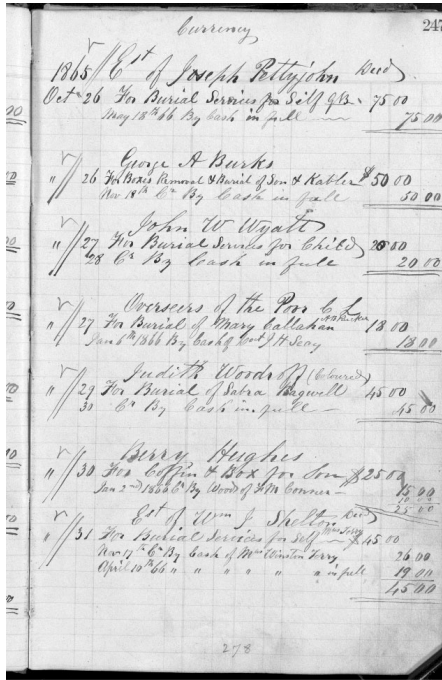 Currency
247
1865 // Est of Joseph Pettyjohn Decd
Oct 26 For Burial Services for Self G.B. 75 00
May 18th 66 By Cash in full 75 00
George A Burks
" // 26 For Boxes Removal & Burial of Son & Kabler $50 00
Nov 18th Cr By Cash in full 50 00
John W Wyatt
" // 27 For Burial Services for Child 20 00
28 Cr By Cash in full 20 00
Overseers of the Poor C L
" // 27 For Burial of Mary Callahan 18 00
Jan 6th 1866 By Cash of J H Seay 18 00
Judith Woodroff (Coloured)
" // 29 For Burial of Sabra Bagwell 45.00
30 Cr By Cash in full 45 00
Berry Hughes
" // 30 For Coffin & Box for Son $25 00
Jan 2nd 1866 Cr By Wood of F M Conner 15 00
10
25 00
Est of Wm J. Shelton Decd
" // 31 For Burial Services for Self Mrs Terry $45 00
Nov 17th Cr By Cash of Mrs Winston Terry 26 00
April 10th 66 " " " " " " in full 19 00
45 00
278